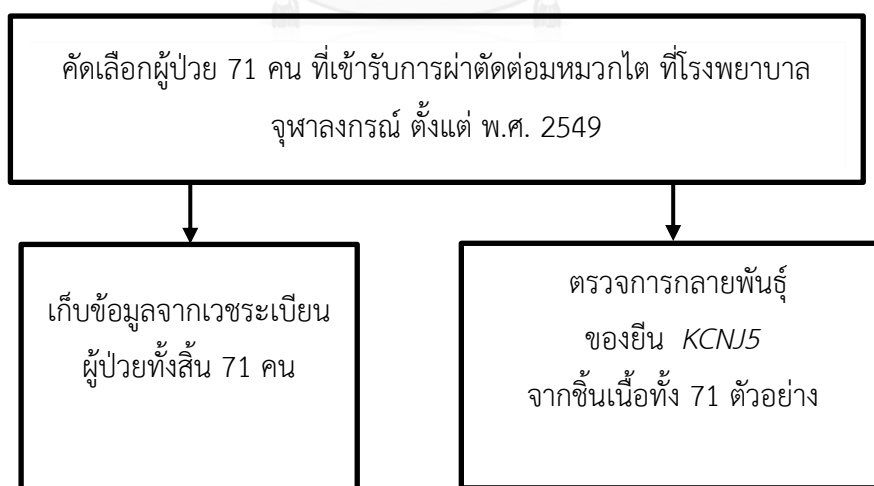 คัดเลือกผู้ป่วย 71 คน ที่เข้ารับการผ่าตัดต่อมหมวกไต ที่โรงพยาบาล
จุฬาลงกรณ์ ตั้งแต่ พ.ศ. 2549
เก็บข้อมูลจากเวชระเบียน
ผู้ป่วยทั้งสิ้น 71 คน
ตรวจการกลายพันธุ์
ของยีน KCNJ5
จากชิ้นเนื้อทั้ง 71 ตัวอย่าง